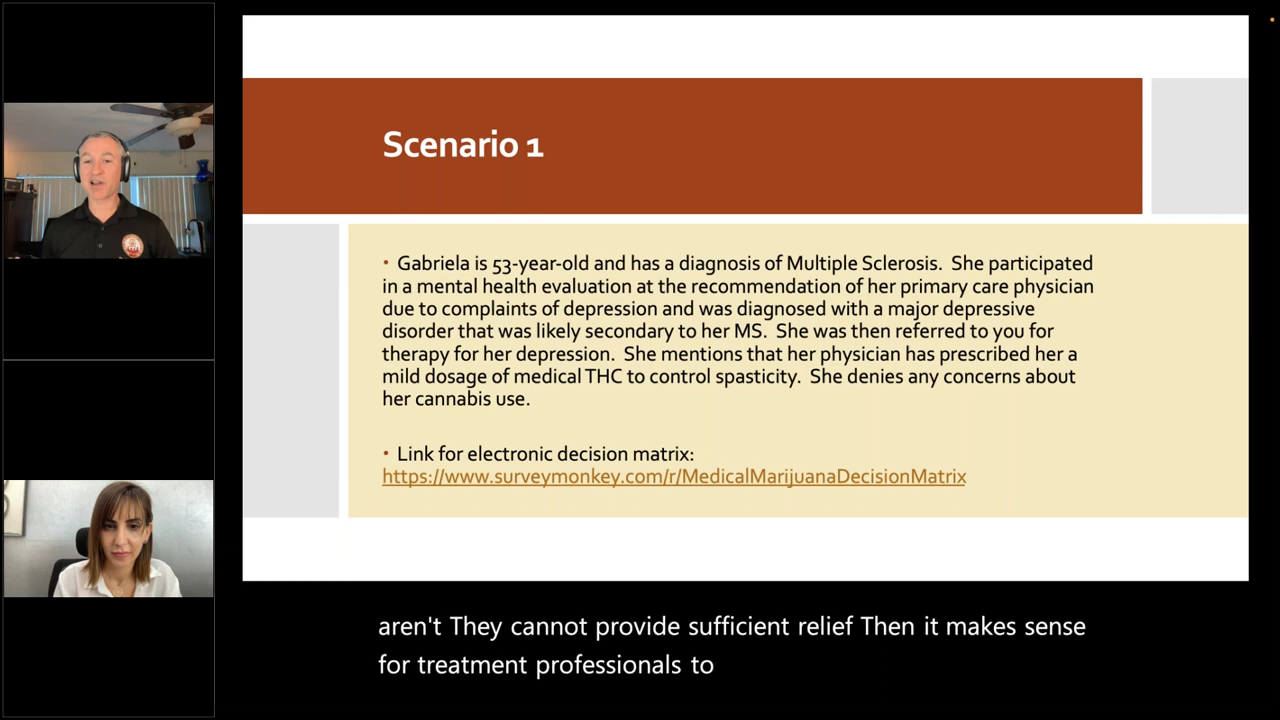 Scenario 1
• Gabriela is 53-year-old and has a diagnosis of Multiple Sclerosis.  She participated
in a mental health evaluation at the recommendation of her primary care physician
due to complaints of depression and was diagnosed with a major depressive
disorder that was likely secondary to her MS.  She was then referred to you for
therapy for her depression.  She mentions that her physician has prescribed her a
mild dosage of medical THC to control spasticity.  She denies any concerns about
her cannabis use.
• Link for electronic decision matrix:
https://www.surveymonkey.com/r/MedicalMarijuanaDecisionMatrix
aren't They cannot provide sufficient relief Then it makes sense
for treatment professionals to